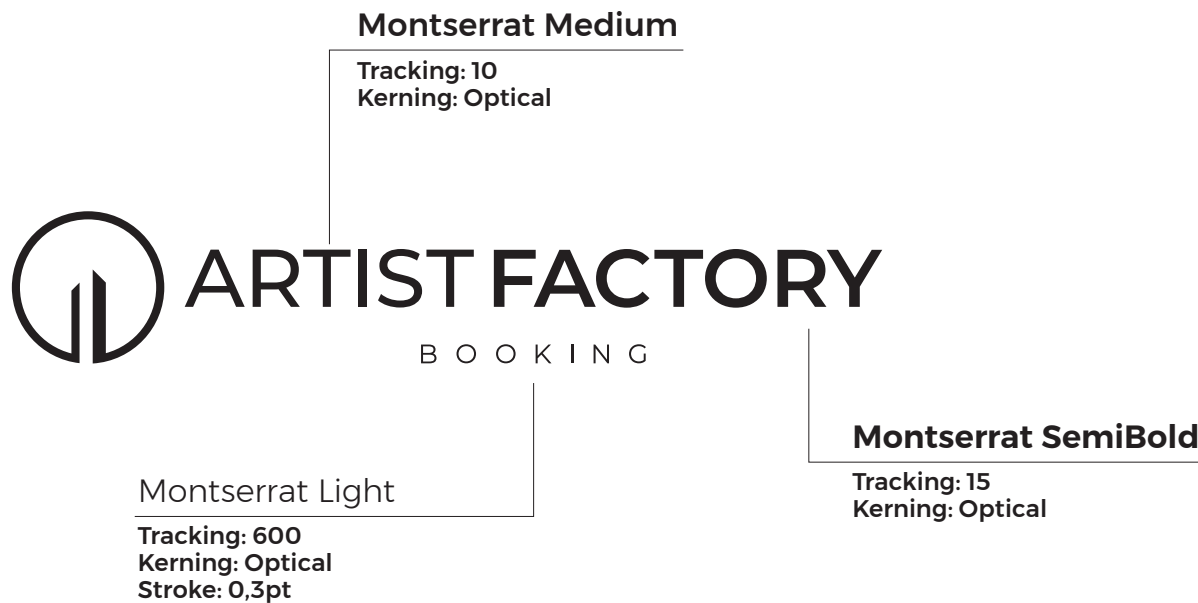 Montserrat Medium
Tracking: 10
Kerning: Optical
ARTIST FACTORY
BOOKING
Montserrat SemiBold
Tracking: 15
Kerning: Optical
Montserrat Light
Tracking: 600
Kerning: Optical
Stroke: 0,3pt